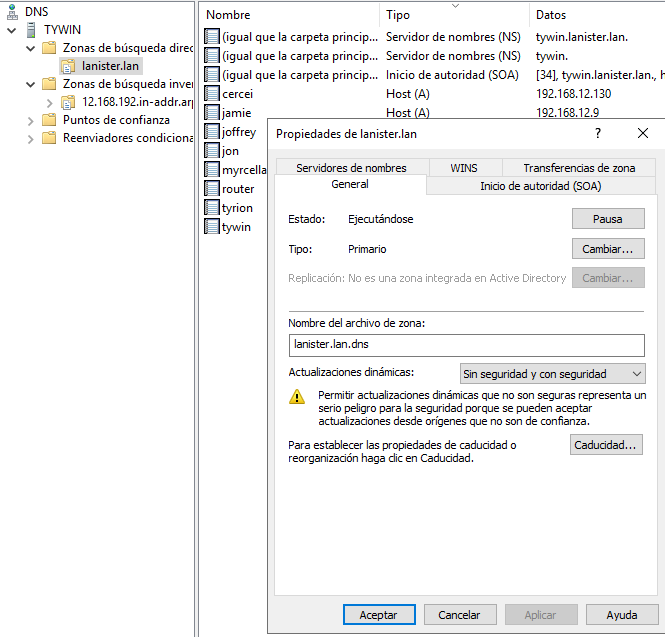 DNS
TYWIN
Zonas de búsqueda direc
lanister.lan
Zonas de búsqueda inver
12.168.192.in-addr.arp
Puntos de confianza
Reenviadores condiciona
Nombre Tipo Datos
(igual que la carpeta princip... Servidor de nombres (NS) tywin.lanister.lan.
(igual que la carpeta princip... Servidor de nombres (NS) tywin.
(igual que la carpeta princip... Inicio de autoridad (SOA) [34], tywin.lanister.lan., h
cercei Host (A) 192.168.12.130
jamie Host (A) 192.168.12.9
joffrey
jon
myrcella
router
tyrion
tywin
Propiedades de lanister.lan ? X
Servidores de nombres WINS Transferencias de zona
General Inicio de autoridad (SOA)
Estado: Ejecutándose Pausa
Tipo: Primario Cambiar...
Replicación: No es una zona integrada en Active Directory Cambiar...
Nombre del archivo de zona:
lanister.lan.dns
Actualizaciones dinámicas: Sin seguridad y con seguridad
Permitir actualizaciones dinámicas que no son seguras representa un
serio peligro para la seguridad porque se pueden aceptar
actualizaciones desde orígenes que no son de confianza.
Para establecer las propiedades de caducidad o
reorganización haga clic en Caducidad. Caducidad...
Aceptar Cancelar Aplicar Ayuda